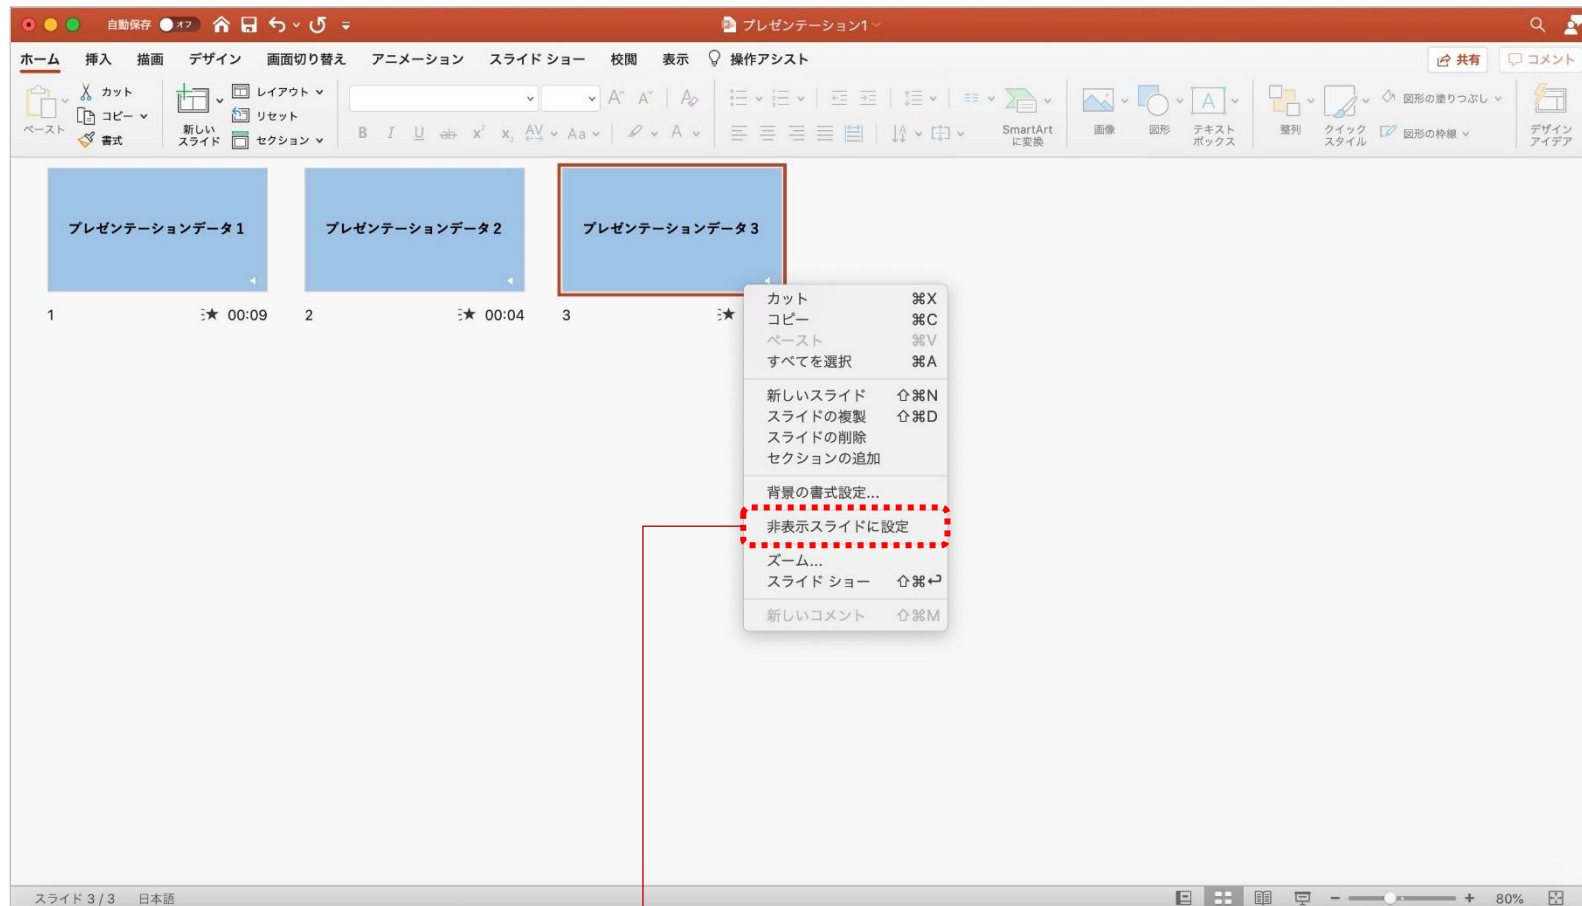 自動保存 オフ
プレゼンテーション1
ホーム 挿入 描画 デザイン 画面切り替え アニメーション スライド ショー 校閲 表示 操作アシスト
共有 コメント
ペースト
カット
コピー
書式
新しい
スライド
レイアウト
リセット
セクション
B I U ab x² x₂ AV Aa A
A^ Aˇ A
SmartArt
に変換
画像
図形
テキスト
ボックス
整列
クイック
スタイル
図形の塗りつぶし
図形の枠線
デザイン
アイデア
プレゼンテーションデータ1
1 00:09
プレゼンテーションデータ2
2 00:04
プレゼンテーションデータ3
3
カット ⌘X
コピー ⌘C
ペースト ⌘V
すべてを選択 ⌘A
新しいスライド ⇧⌘N
スライドの複製 ⇧⌘D
スライドの削除
セクションの追加
背景の書式設定...
非表示スライドに設定
ズーム...
スライド ショー ⇧⌘↩
新しいコメント ⇧⌘M
スライド 3 / 3 日本語
80%